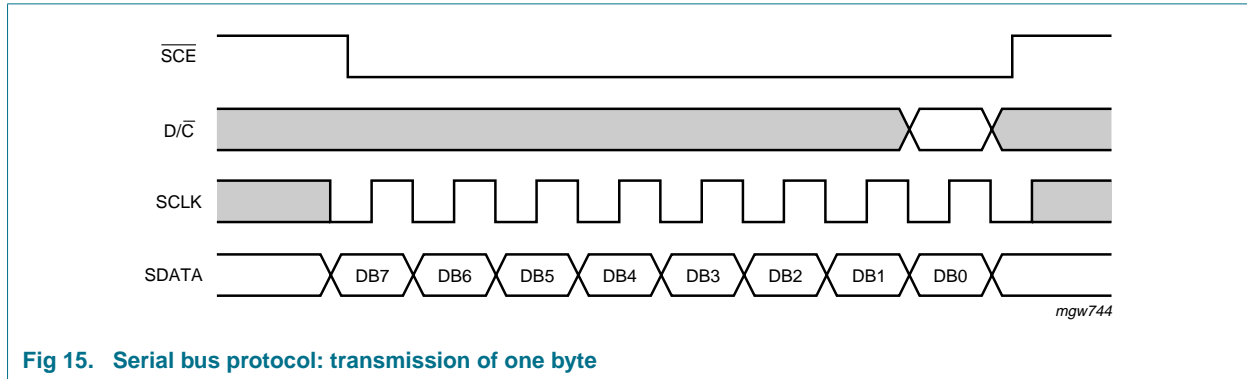 SCE
D/C
SCLK
SDATA DB7 DB6 DB5 DB4 DB3 DB2 DB1 DB0
mgw744
Fig 15. Serial bus protocol: transmission of one byte